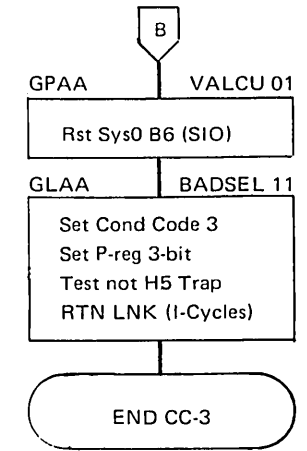 B
GPAA VALCU 01
Rst Sys0 B6 (SIO)
GLAA BADSEL 11
Set Cond Code 3
Set P-reg 3-bit
Test not H5 Trap
RTN LNK (I-Cycles)
END CC-3